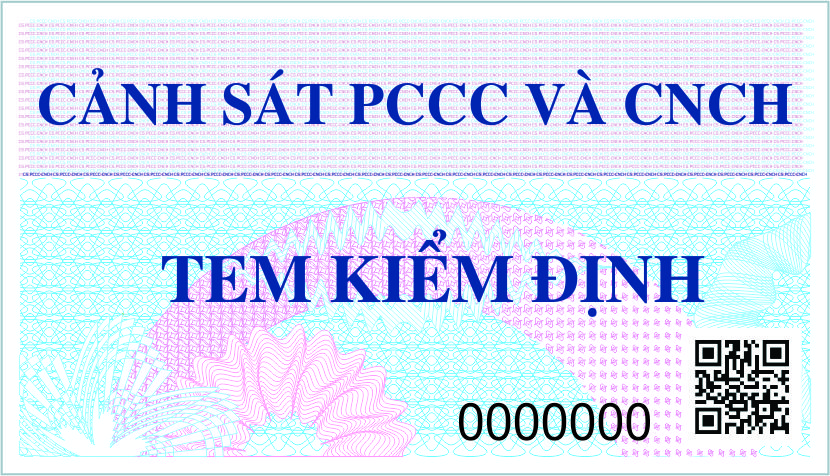 CẢNH SÁT PCCC VÀ CNCH
TEM KIỂM ĐỊNH
0000000